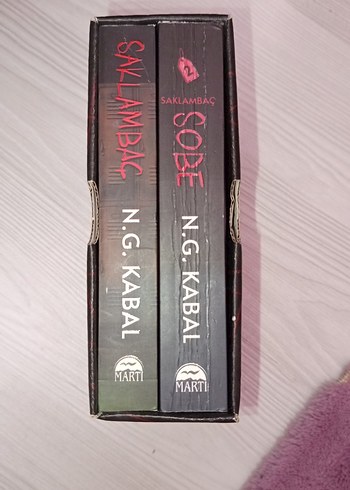 SAKLAMBAÇ
N.G. KABAL
MARTI
2
SAKLAMBAÇ
SOBE
N.G. KABAL
MARTI